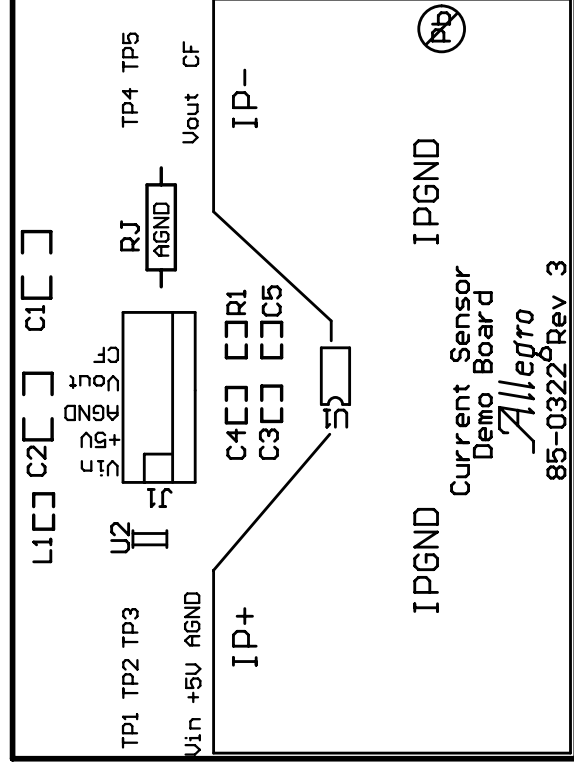 L1
C2
C1
TP1 TP2 TP3
U2
J1
Vin
+5V
AGND
Vout
CF
RJ
AGND
TP4 TP5
Vin +5V AGND
Vout CF
IP+
C4
R1
C3
C5
IP-
U1
IPGND
IPGND
Pb
Current Sensor
Demo Board
Allegro
85-0322 Rev 3